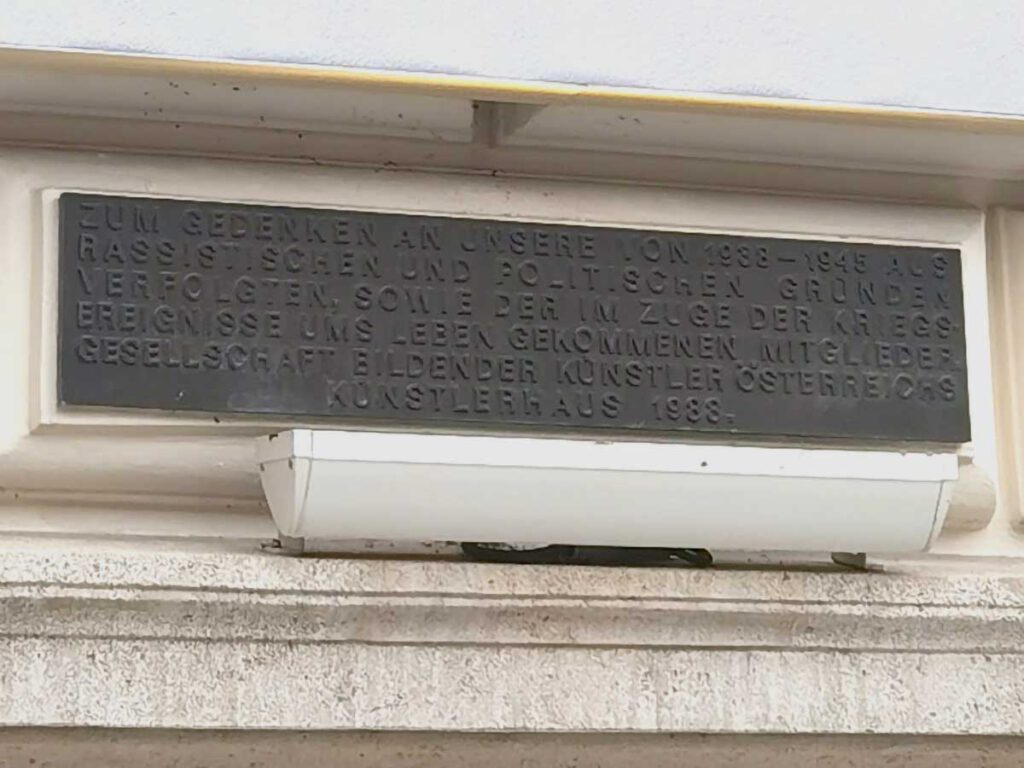 ZUM GEDENKEN AN UNSERE VON 1938–1945 AUS
RASSISTISCHEN UND POLITISCHEN GRÜNDEN
VERFOLGTEN, SOWIE DER IM ZUGE DER KRIEGS-
EREIGNISSE UMS LEBEN GEKOMMENEN MITGLIEDER.
GESELLSCHAFT BILDENDER KÜNSTLER ÖSTERREICHS
KÜNSTLERHAUS 1988.